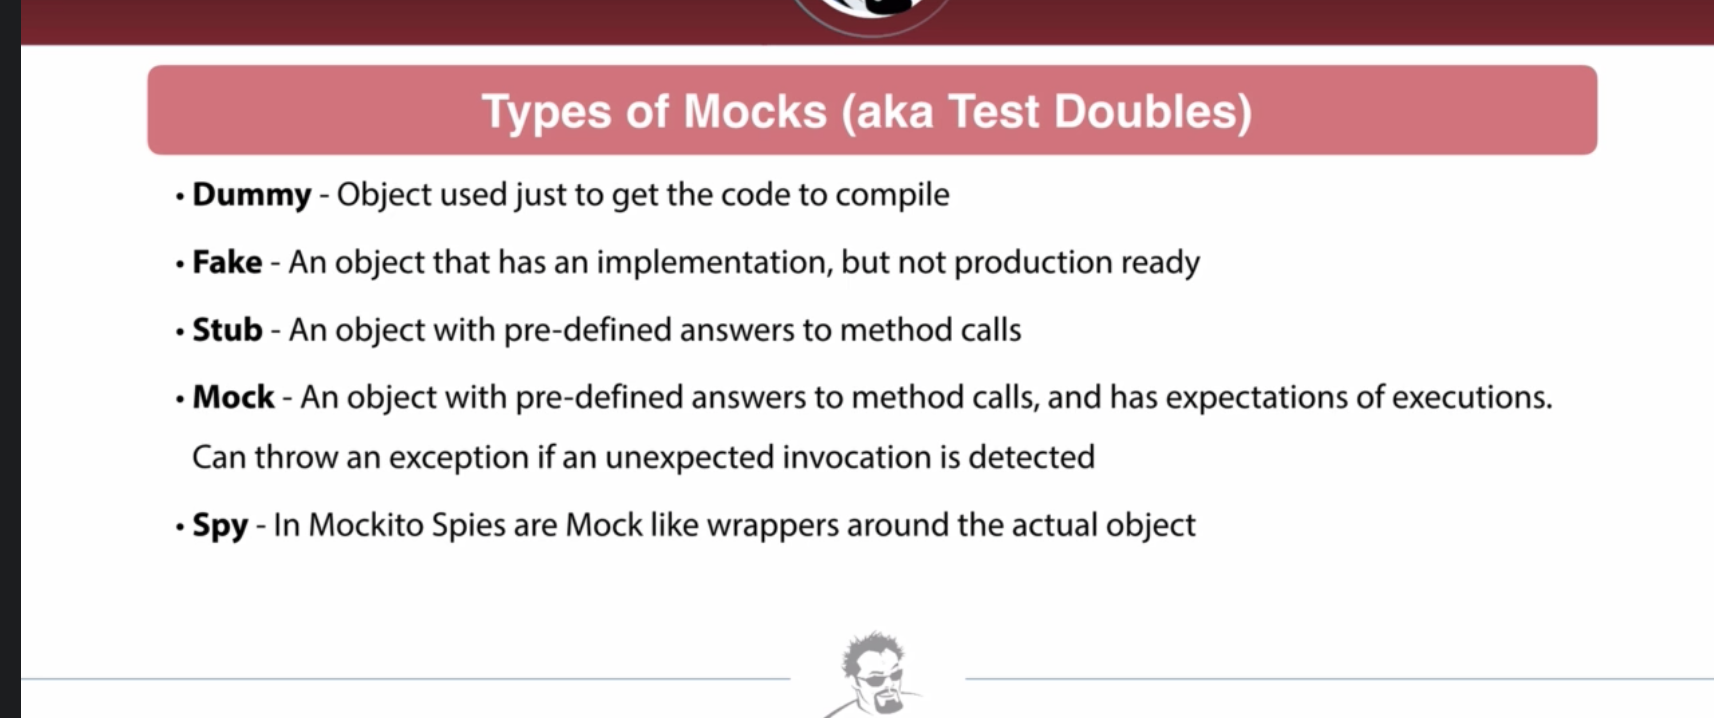 Types of Mocks (aka Test Doubles)
• Dummy - Object used just to get the code to compile
• Fake - An object that has an implementation, but not production ready
• Stub - An object with pre-defined answers to method calls
• Mock - An object with pre-defined answers to method calls, and has expectations of executions.
Can throw an exception if an unexpected invocation is detected
• Spy - In Mockito Spies are Mock like wrappers around the actual object